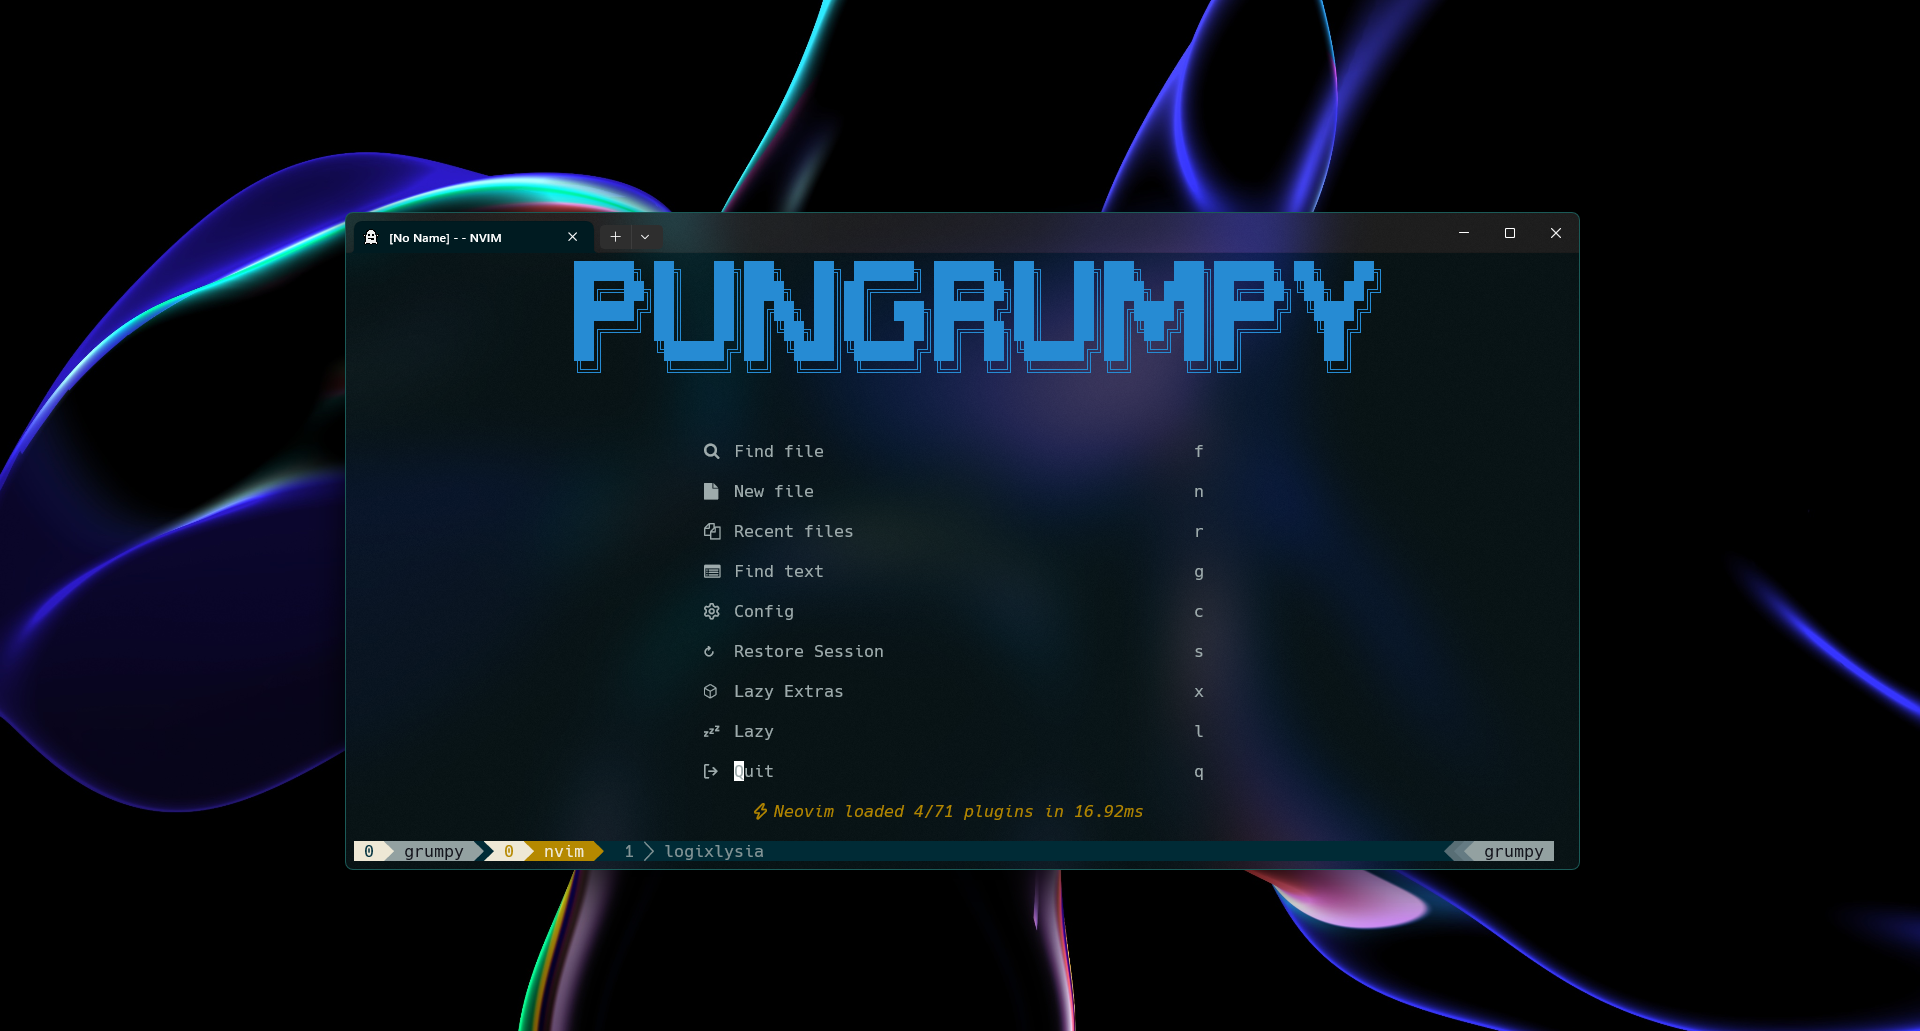 [No Name] - - NVIM
PUNGRUMPY
Find file f
New file n
Recent files r
Find text g
Config c
Restore Session s
Lazy Extras x
Lazy l
Quit q
Neovim loaded 4/71 plugins in 16.92ms
0 grumpy 0 nvim 1 logixlysia grumpy